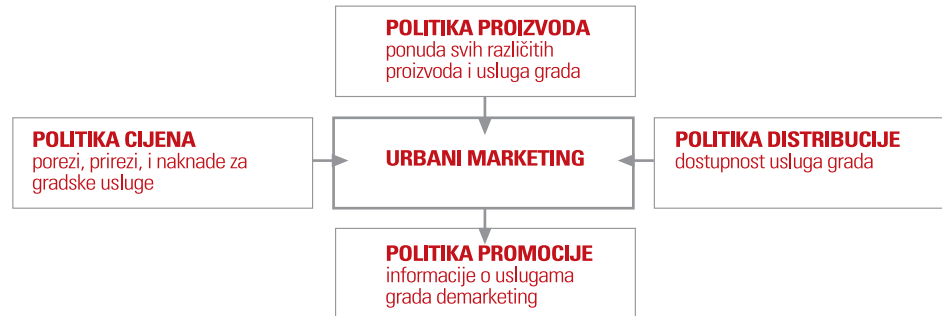 POLITIKA PROIZVODA
ponuda svih različitih
proizvoda i usluga grada
POLITIKA CIJENA
porezi, prirezi, i naknade za
gradske usluge
URBANI MARKETING
POLITIKA DISTRIBUCIJE
dostupnost usluga grada
POLITIKA PROMOCIJE
informacije o uslugama
grada demarketing